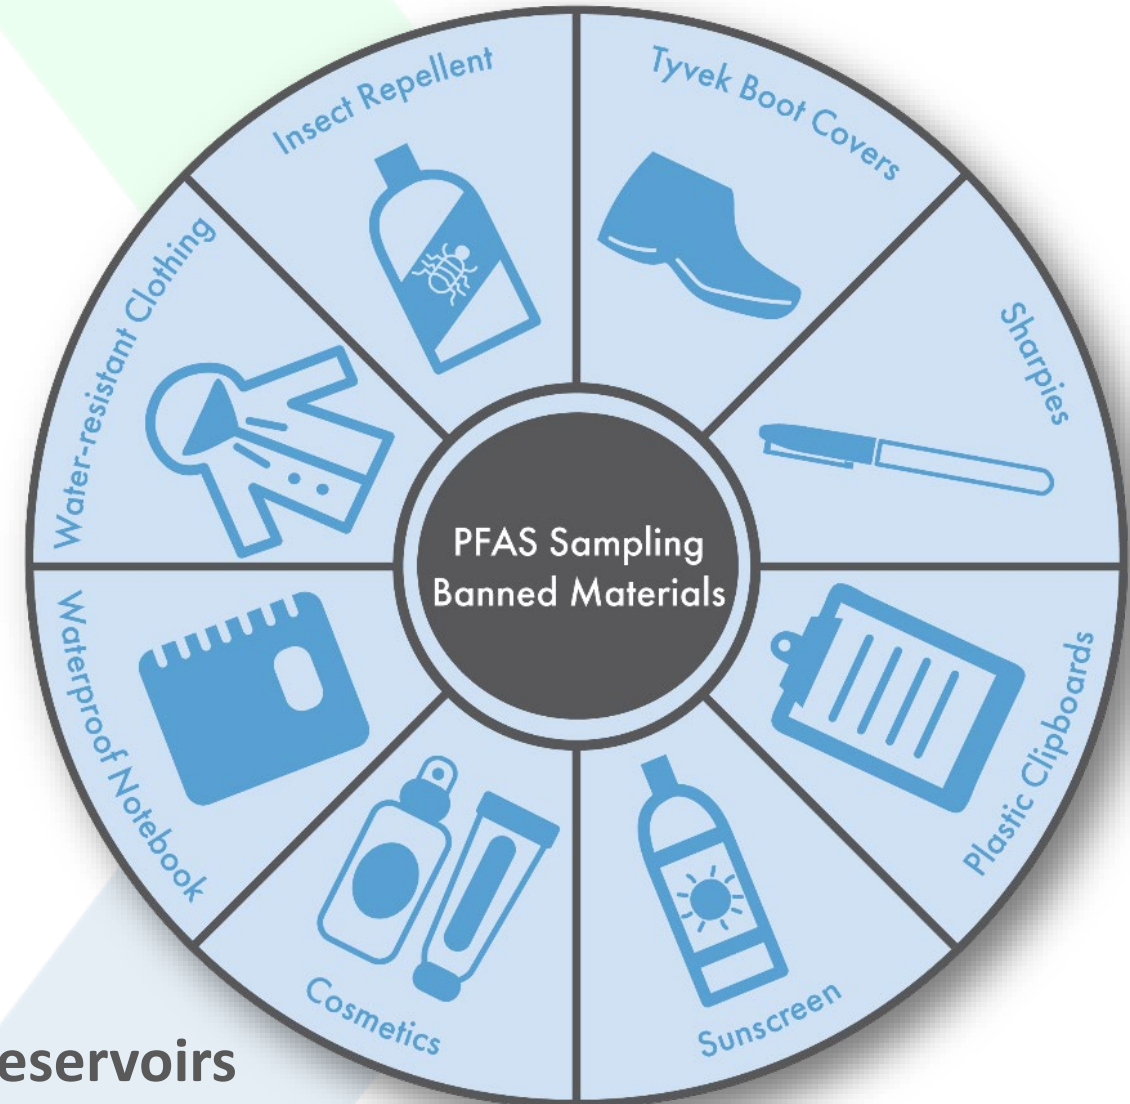 Insect Repellent
Tyvek Boot Covers
Sharpies
Plastic Clipboards
Sunscreen
Cosmetics
Waterproof Notebook
Water-resistant Clothing
PFAS Sampling
Banned Materials